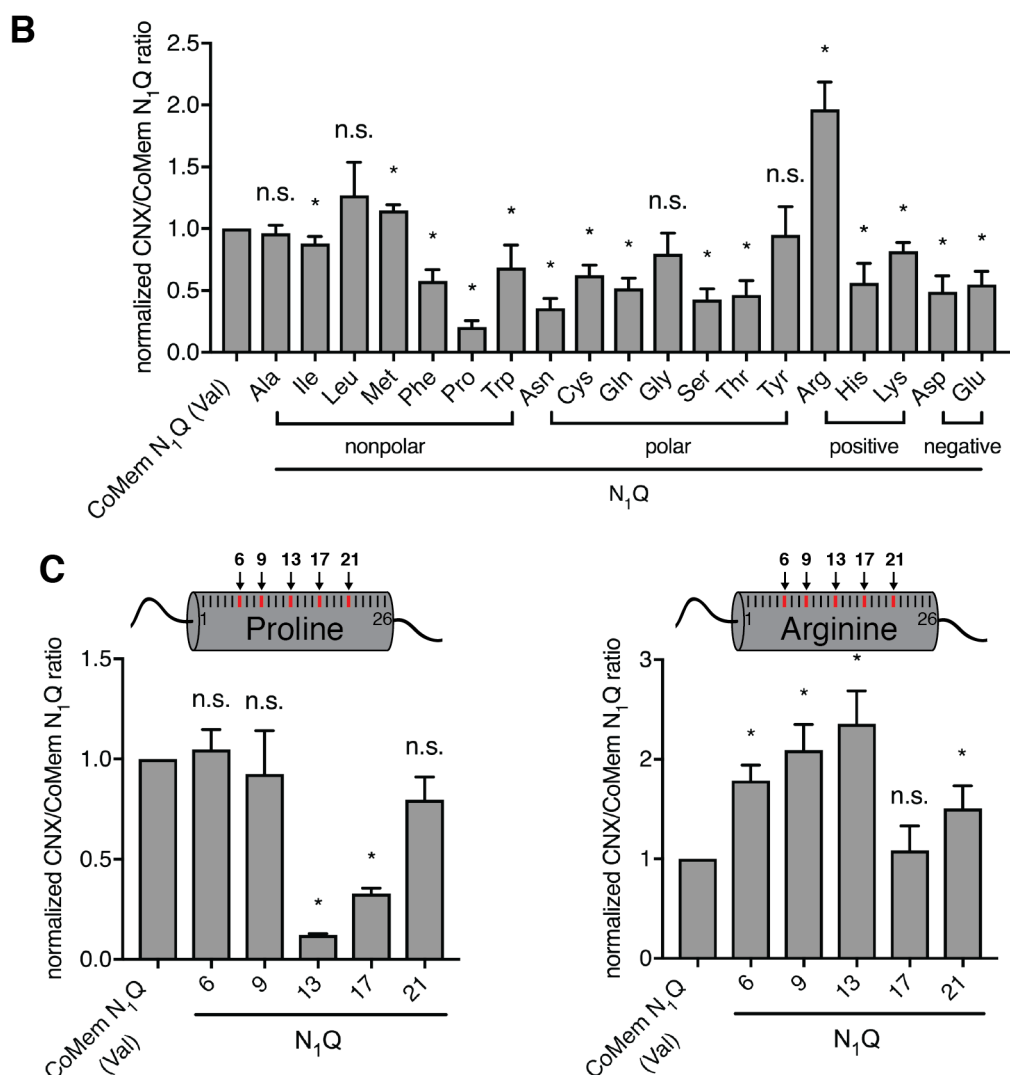 B
normalized CNX/CoMem N₁Q ratio
2.5
2.0
1.5
1.0
0.5
0.0
n.s. * n.s. * * * * * * * n.s. * * n.s. * * * * *
CoMem N₁Q (Val) Ala Ile Leu Met Phe Pro Trp Asn Cys Gln Gly Ser Thr Tyr Arg His Lys Asp Glu
nonpolar polar positive negative
N₁Q
C
6 9 13 17 21
1 26
Proline
normalized CNX/CoMem N₁Q ratio
1.5
1.0
0.5
0.0
n.s. n.s. * * n.s.
CoMem N₁Q (Val) 6 9 13 17 21
N₁Q
6 9 13 17 21
1 26
Arginine
normalized CNX/CoMem N₁Q ratio
3
2
1
0
* * * n.s. *
CoMem N₁Q (Val) 6 9 13 17 21
N₁Q